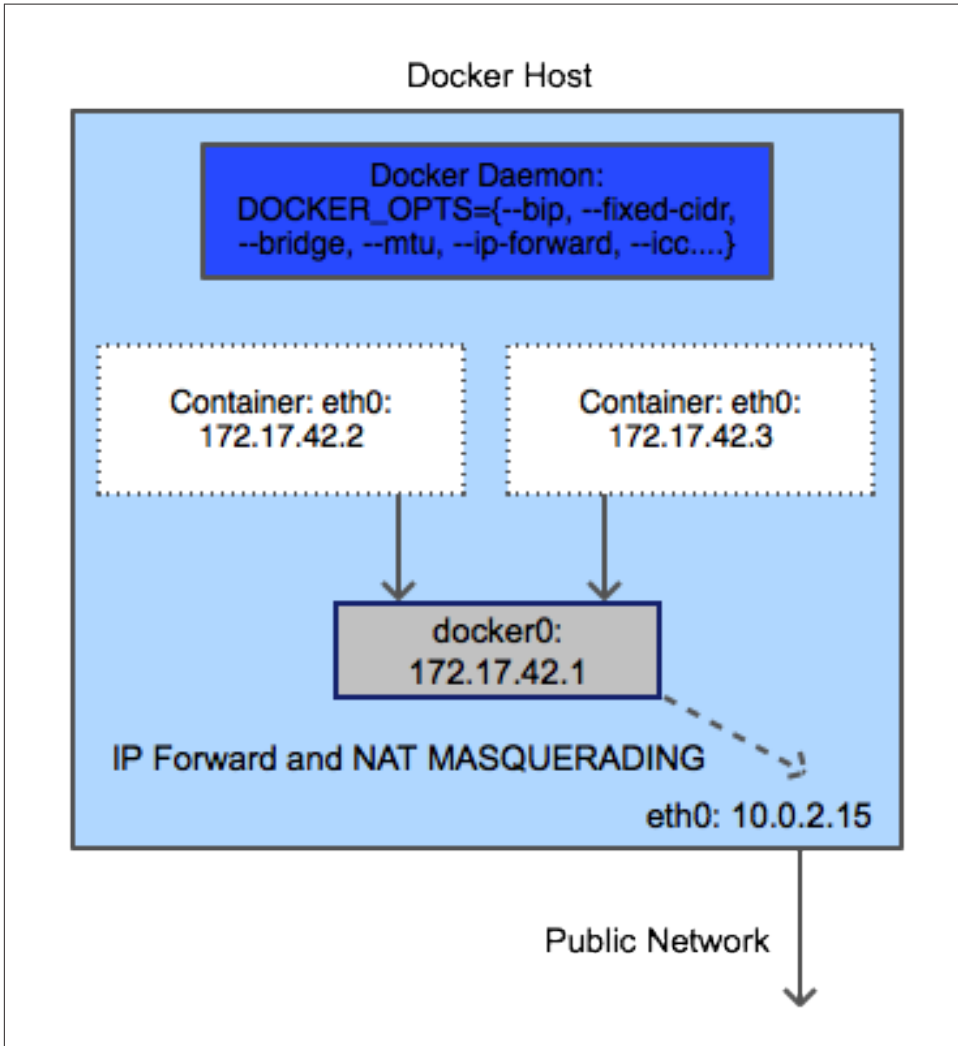 Docker Host
Docker Daemon:
DOCKER_OPTS={--bip, --fixed-cidr,
--bridge, --mtu, --ip-forward, --icc....}
Container: eth0:
172.17.42.2
Container: eth0:
172.17.42.3
docker0:
172.17.42.1
IP Forward and NAT MASQUERADING
eth0: 10.0.2.15
Public Network